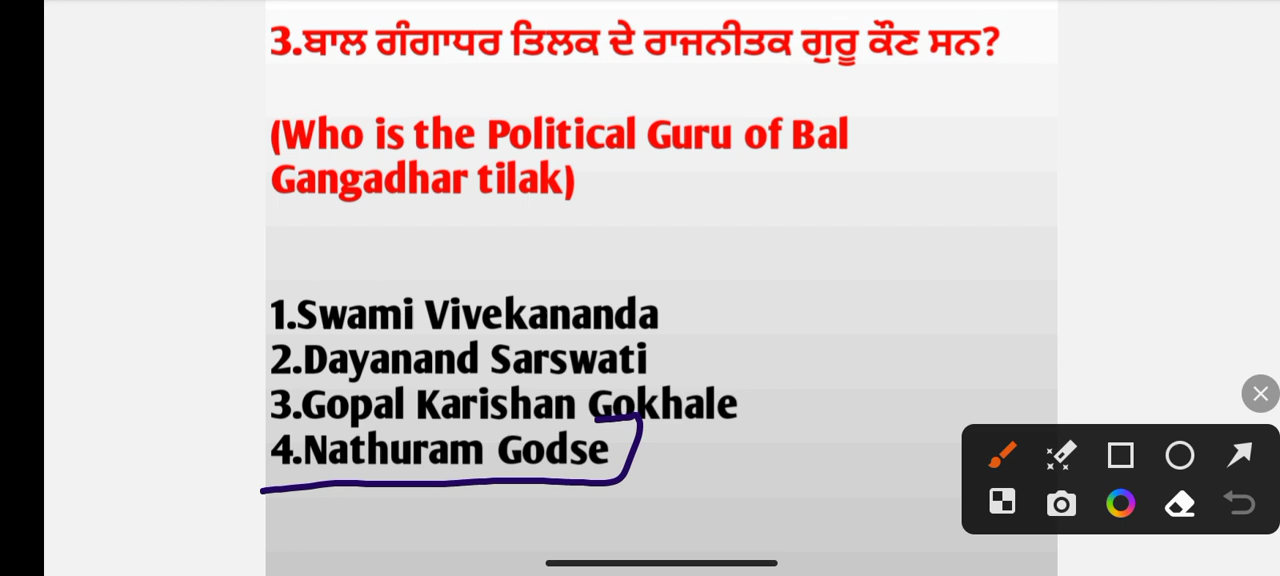 3.ਬਾਲ ਗੰਗਾਧਰ ਤਿਲਕ ਦੇ ਰਾਜਨੀਤਕ ਗੁਰੂ ਕੌਣ ਸਨ?
(Who is the Political Guru of Bal
Gangadhar tilak)
1.Swami Vivekananda
2.Dayanand Sarswati
3.Gopal Karishan Gokhale
4.Nathuram Godse